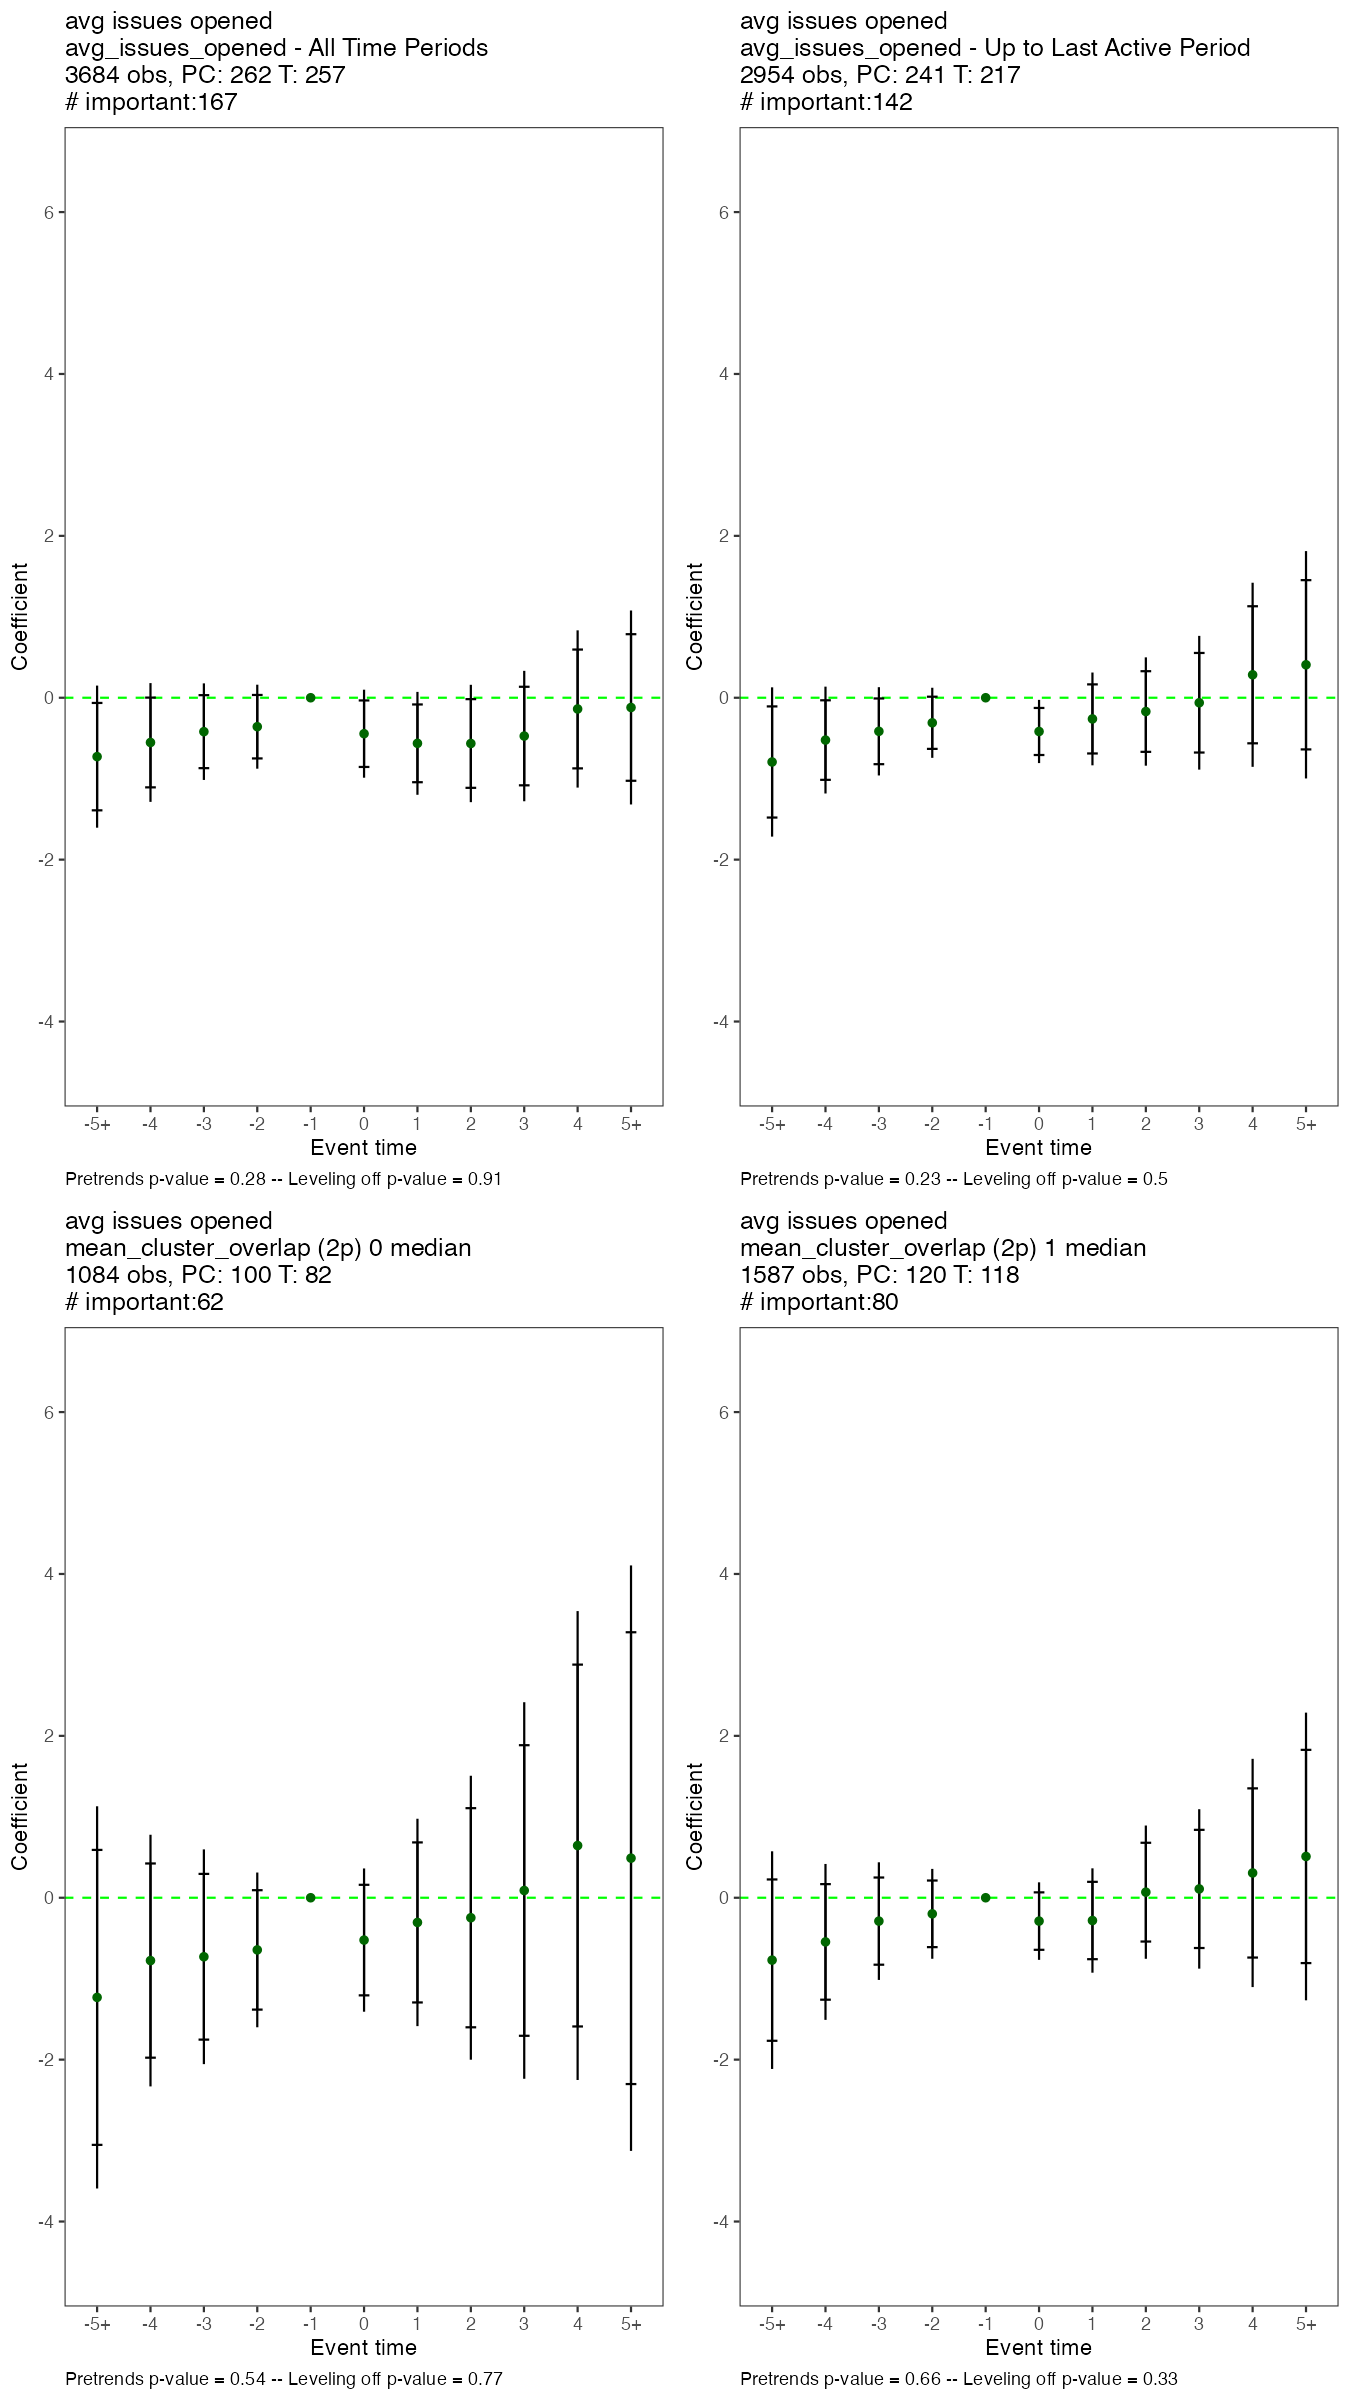 avg issues opened
avg_issues_opened - All Time Periods
3684 obs, PC: 262 T: 257
# important:167
6
4
2
0
-2
-4
Coefficient
-5+ -4 -3 -2 -1 0 1 2 3 4 5+
Event time
Pretrends p-value = 0.28 -- Leveling off p-value = 0.91
avg issues opened
avg_issues_opened - Up to Last Active Period
2954 obs, PC: 241 T: 217
# important:142
6
4
2
0
-2
-4
Coefficient
-5+ -4 -3 -2 -1 0 1 2 3 4 5+
Event time
Pretrends p-value = 0.23 -- Leveling off p-value = 0.5
avg issues opened
mean_cluster_overlap (2p) 0 median
1084 obs, PC: 100 T: 82
# important:62
6
4
2
0
-2
-4
Coefficient
-5+ -4 -3 -2 -1 0 1 2 3 4 5+
Event time
Pretrends p-value = 0.54 -- Leveling off p-value = 0.77
avg issues opened
mean_cluster_overlap (2p) 1 median
1587 obs, PC: 120 T: 118
# important:80
6
4
2
0
-2
-4
Coefficient
-5+ -4 -3 -2 -1 0 1 2 3 4 5+
Event time
Pretrends p-value = 0.66 -- Leveling off p-value = 0.33